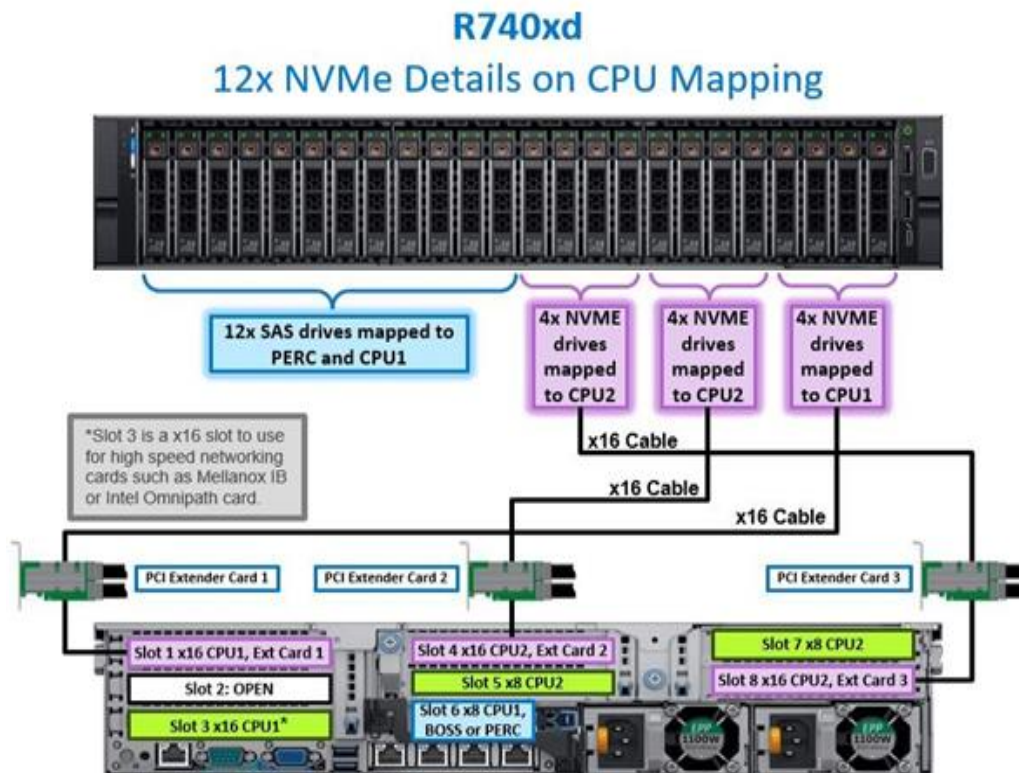 R740xd
12x NVMe Details on CPU Mapping
12x SAS drives mapped to
PERC and CPU1
4x NVME
drives
mapped
to CPU2
4x NVME
drives
mapped
to CPU2
4x NVME
drives
mapped
to CPU1
*Slot 3 is a x16 slot to use
for high speed networking
cards such as Mellanox IB
or Intel Omnipath card.
x16 Cable
x16 Cable
x16 Cable
PCI Extender Card 1
PCI Extender Card 2
PCI Extender Card 3
Slot 1 x16 CPU1, Ext Card 1
Slot 2: OPEN
Slot 3 x16 CPU1*
Slot 4 x16 CPU2, Ext Card 2
Slot 5 x8 CPU2
Slot 6 x8 CPU1,
BOSS or PERC
Slot 7 x8 CPU2
Slot 8 x16 CPU2, Ext Card 3
EPP
1100W
EPP
1100W